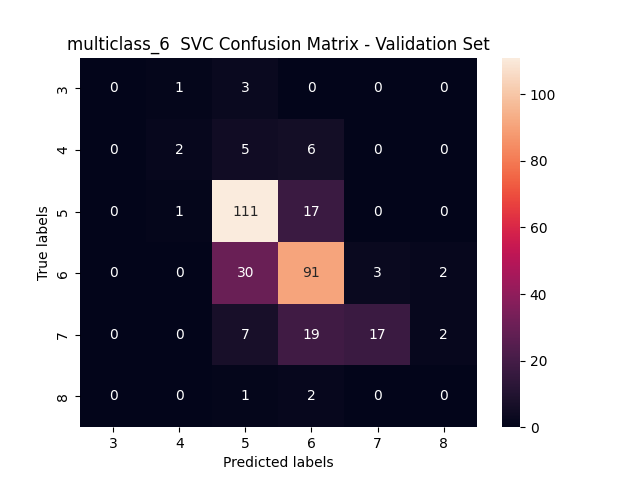 multiclass_6  SVC Confusion Matrix - Validation Set
3 0 1 3 0 0 0
4 0 2 5 6 0 0
5 0 1 111 17 0 0
6 0 0 30 91 3 2
7 0 0 7 19 17 2
8 0 0 1 2 0 0
3 4 5 6 7 8
True labels
Predicted labels
100
80
60
40
20
0